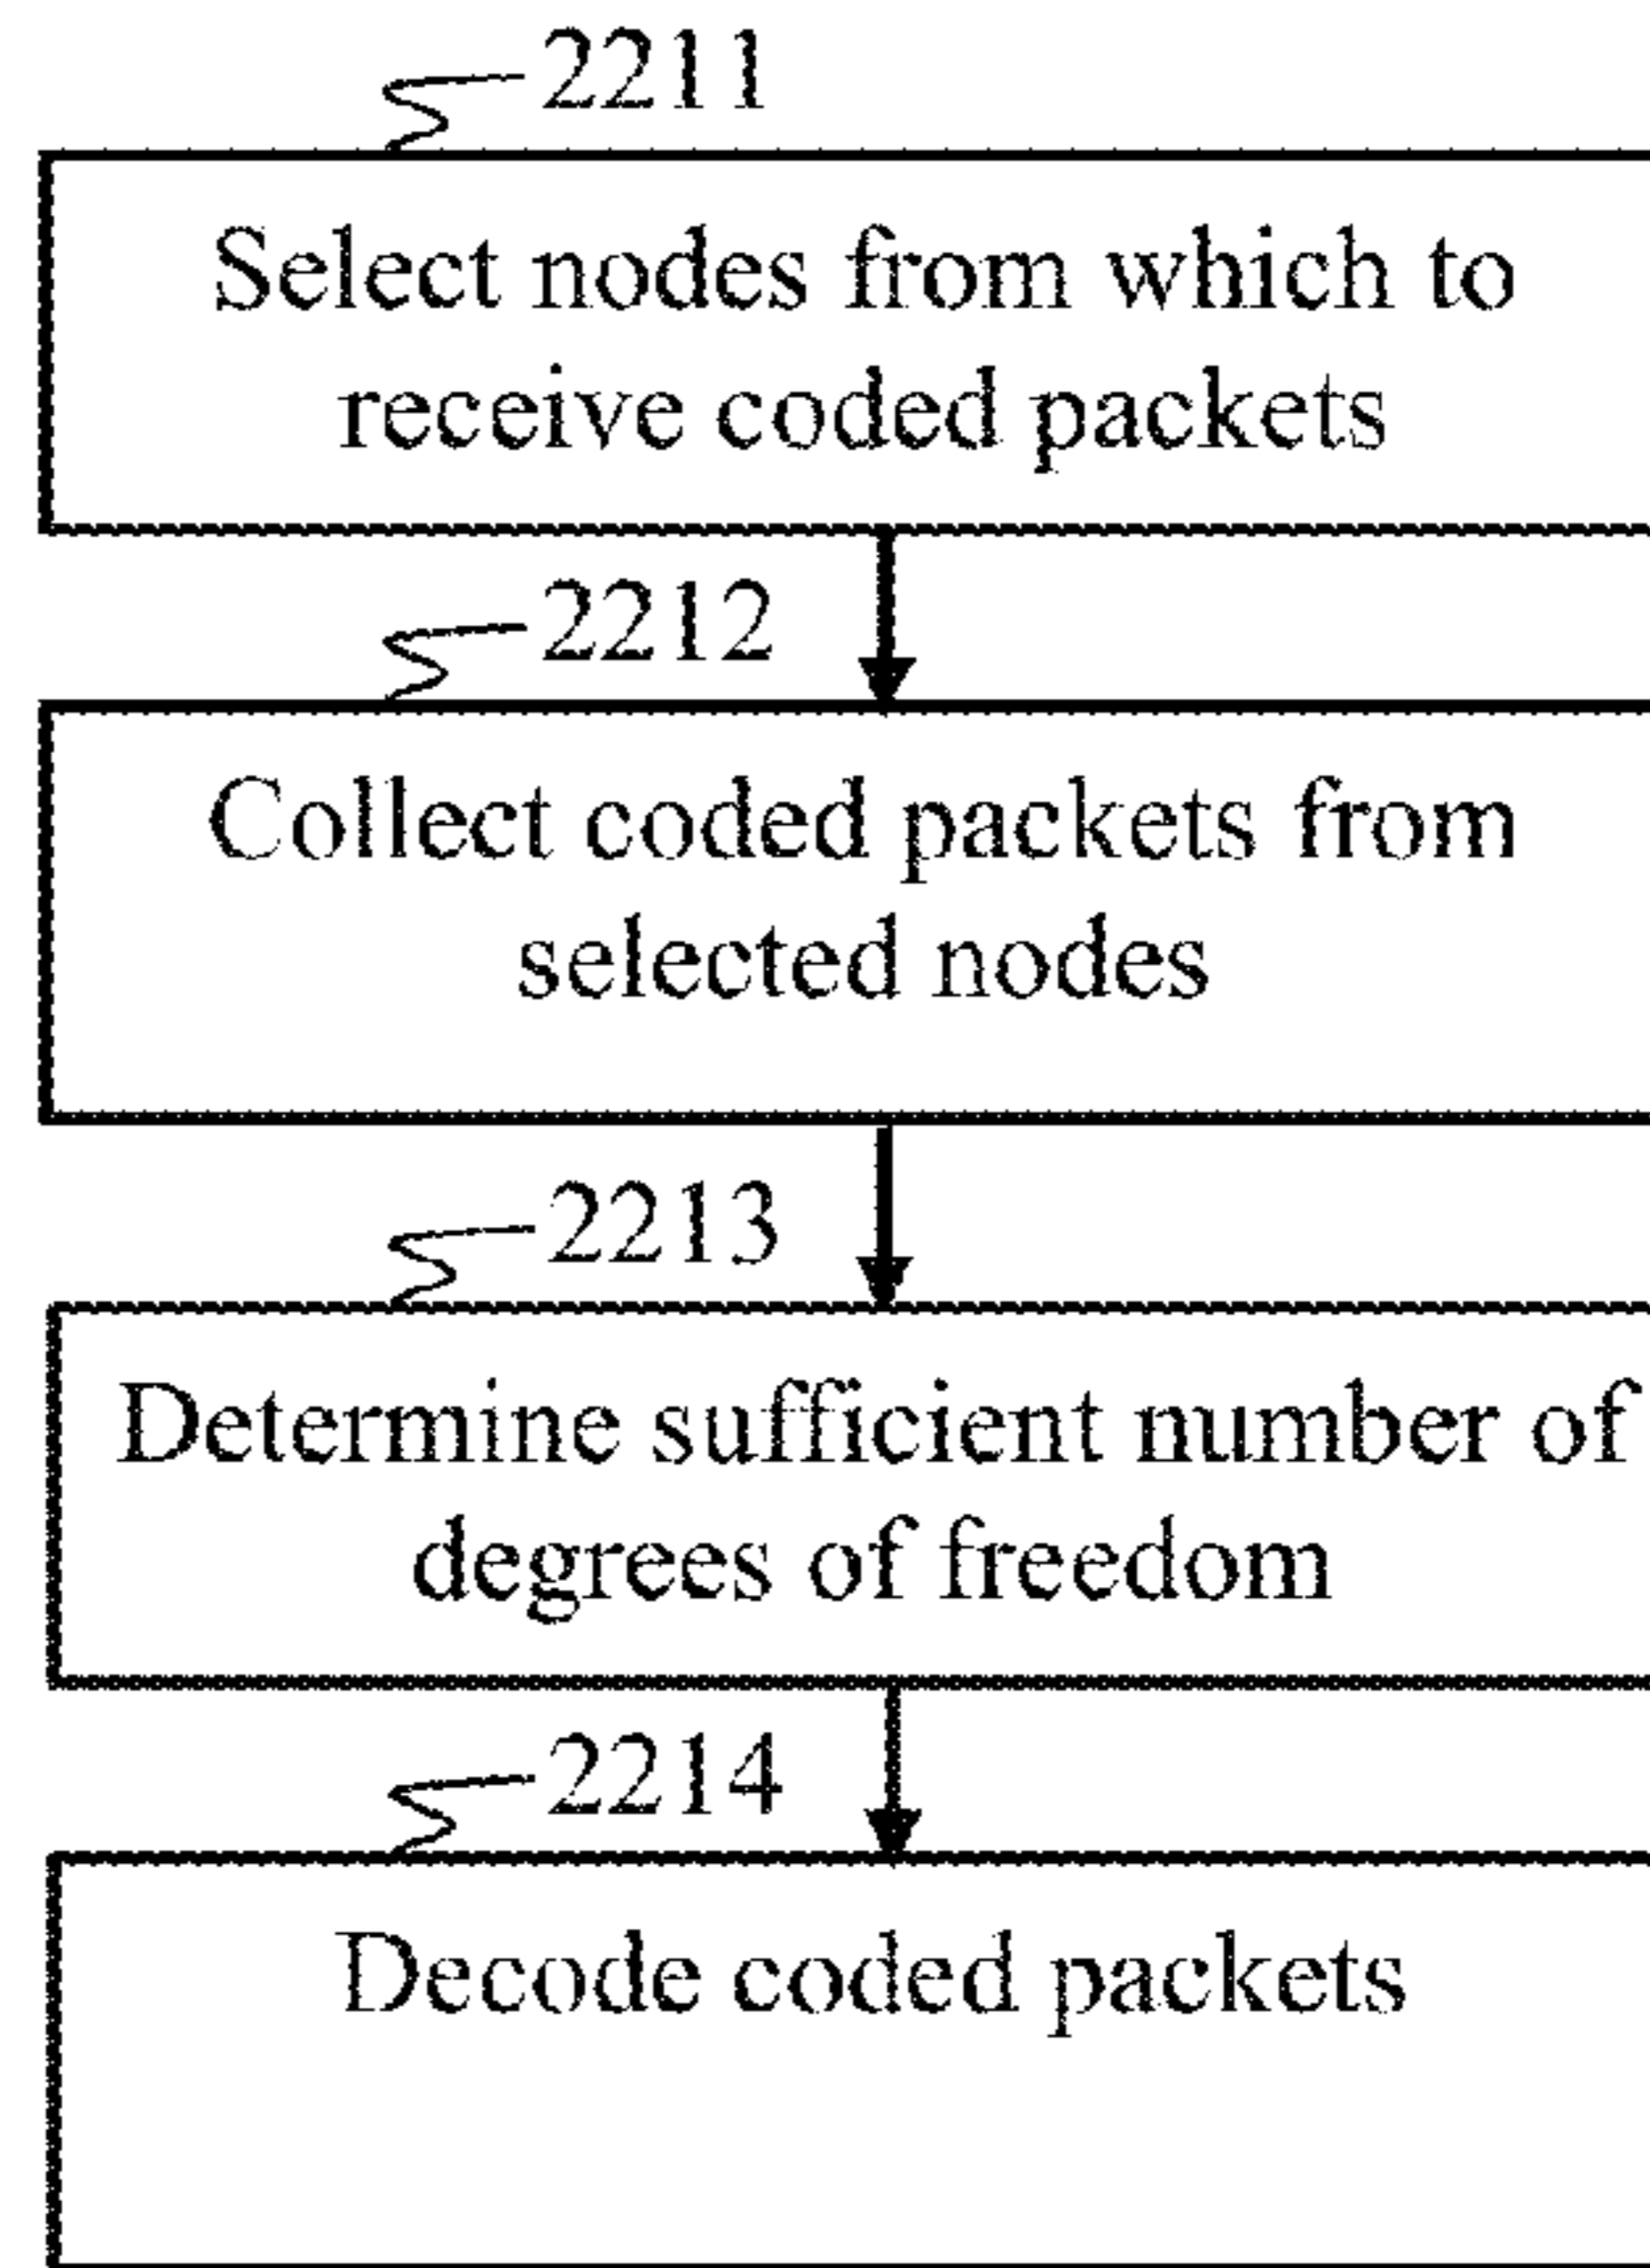 2211
Select nodes from which to
receive coded packets
2212
Collect coded packets from
selected nodes
2213
Determine sufficient number of
degrees of freedom
2214
Decode coded packets